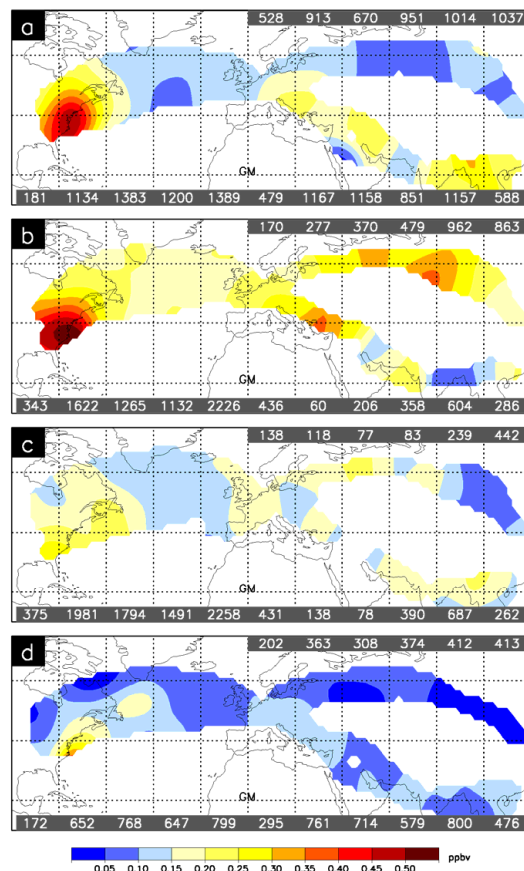 a
528 913 670 951 1014 1037
GM
181 1134 1383 1200 1389 479 1167 1158 851 1157 588
b
170 277 370 479 962 863
GM
343 1622 1265 1132 2226 436 60 206 358 604 286
c
138 118 77 83 239 442
GM
375 1981 1794 1491 2258 431 138 78 390 687 262
d
202 363 308 374 412 413
GM
172 652 768 647 799 295 761 714 579 800 476
ppbv
0.05 0.10 0.15 0.20 0.25 0.30 0.35 0.40 0.45 0.50